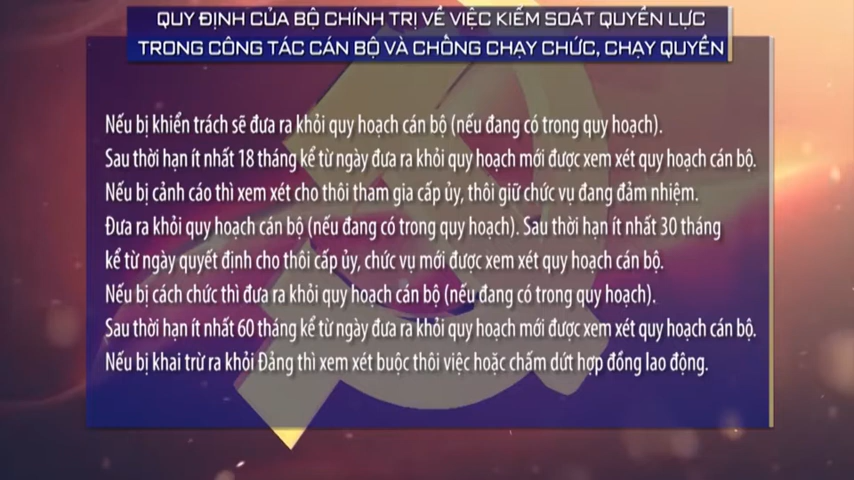 QUY ĐỊNH CỦA BỘ CHÍNH TRỊ VỀ VIỆC KIỂM SOÁT QUYỀN LỰC
TRONG CÔNG TÁC CÁN BỘ VÀ CHỐNG CHẠY CHỨC, CHẠY QUYỀN
Nếu bị khiển trách sẽ đưa ra khỏi quy hoạch cán bộ (nếu đang có trong quy hoạch).
Sau thời hạn ít nhất 18 tháng kể từ ngày đưa ra khỏi quy hoạch mới được xem xét quy hoạch cán bộ.
Nếu bị cảnh cáo thì xem xét cho thôi tham gia cấp ủy, thôi giữ chức vụ đang đảm nhiệm.
Đưa ra khỏi quy hoạch cán bộ (nếu đang có trong quy hoạch). Sau thời hạn ít nhất 30 tháng
kể từ ngày quyết định cho thôi cấp ủy, chức vụ mới được xem xét quy hoạch cán bộ.
Nếu bị cách chức thì đưa ra khỏi quy hoạch cán bộ (nếu đang có trong quy hoạch).
Sau thời hạn ít nhất 60 tháng kể từ ngày đưa ra khỏi quy hoạch mới được xem xét quy hoạch cán bộ.
Nếu bị khai trừ ra khỏi Đảng thì xem xét buộc thôi việc hoặc chấm dứt hợp đồng lao động.